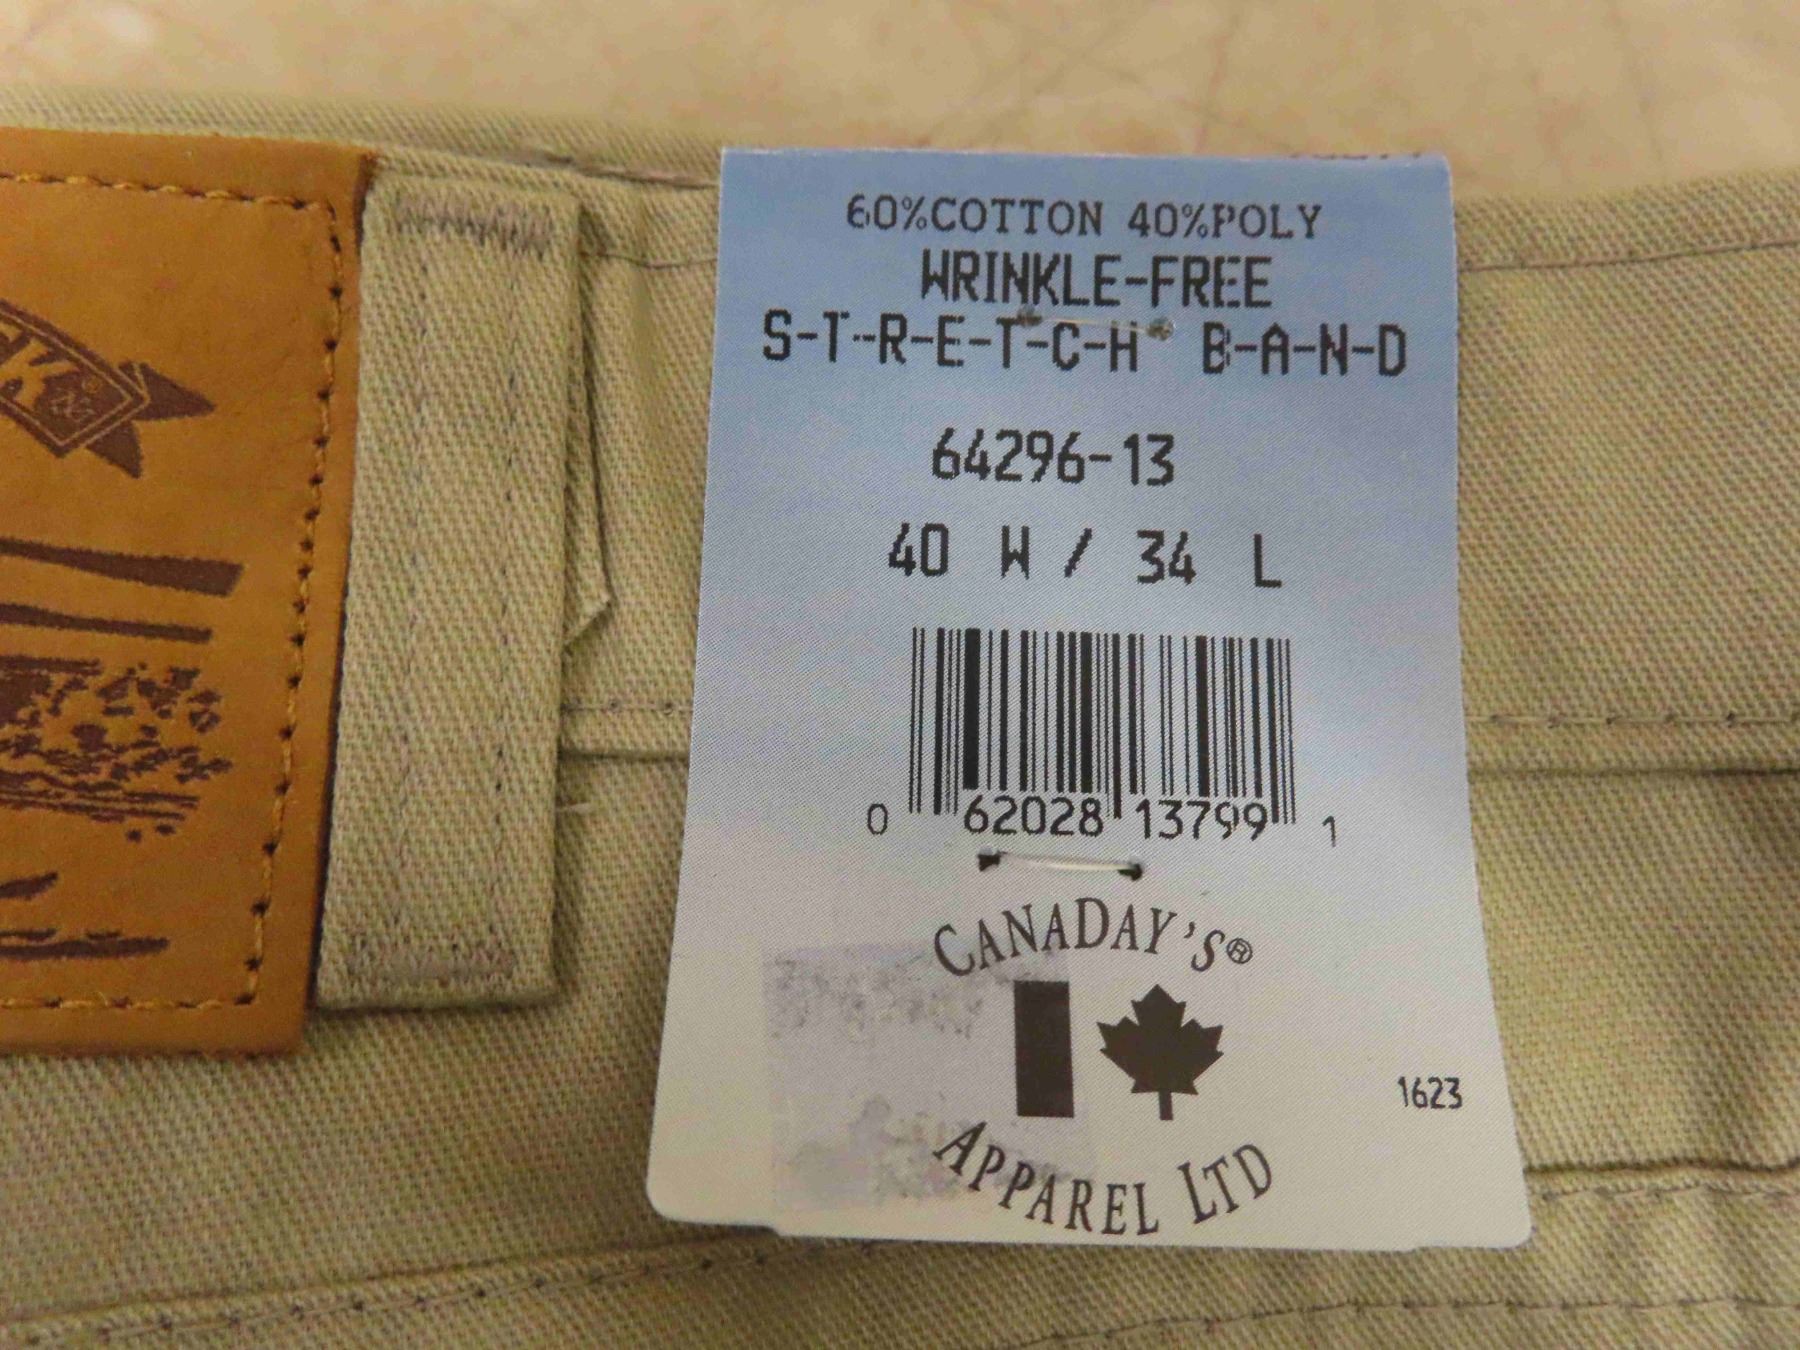 60%COTTON 40%POLY
WRINKLE-FREE
S-T-R-E-T-C-H B-A-N-D
64296-13
40 W / 34 L
0 62028 13799 1
CANADAY'S®
1623
APPAREL LTD